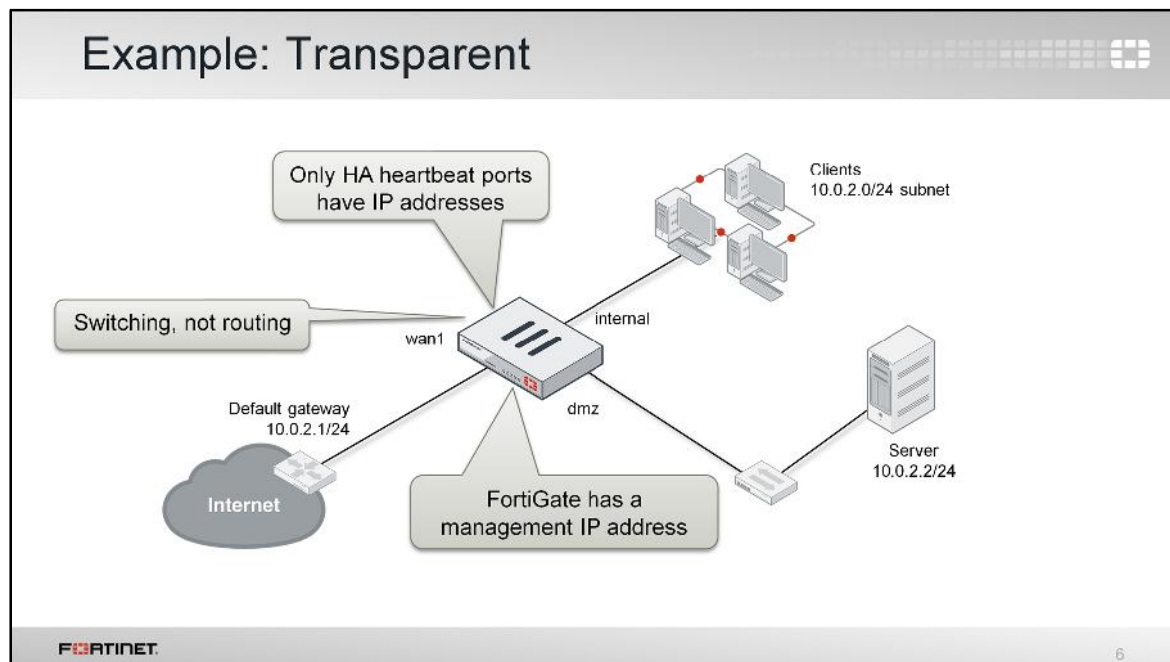 Example: Transparent
Only HA heartbeat ports
have IP addresses
Clients
10.0.2.0/24 subnet
Switching, not routing
wan1
internal
dmz
Default gateway
10.0.2.1/24
Internet
Server
10.0.2.2/24
FortiGate has a
management IP address
FORTINET
6